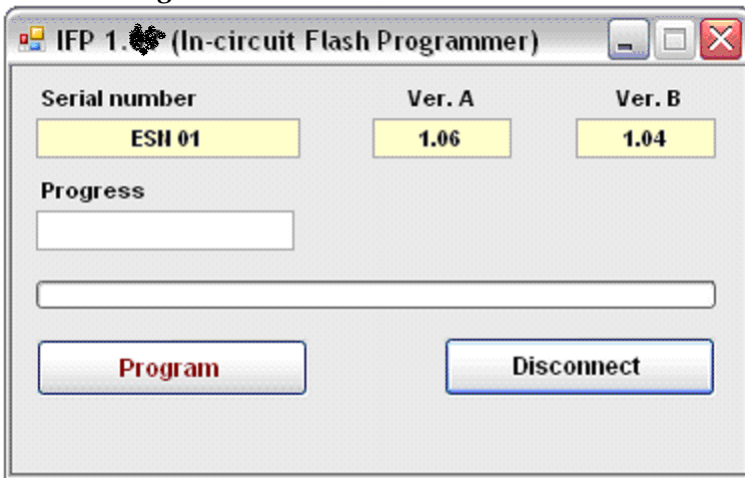 IFP 1. (In-circuit Flash Programmer)
Serial number Ver. A Ver. B
ESN 01 1.06 1.04
Progress
Program Disconnect